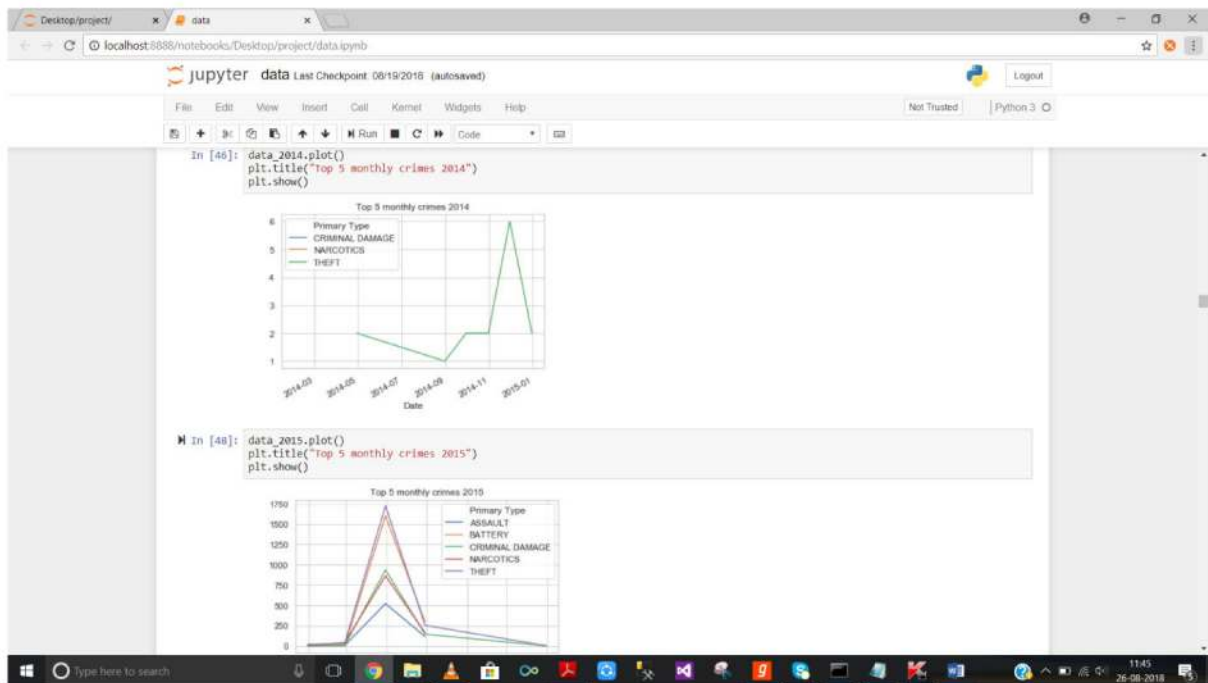 Desktop/project/ data
localhost:8888/notebooks/Desktop/project/data.ipynb
jupyter data Last Checkpoint: 08/19/2018 (autosaved)
Logout
File Edit View Insert Cell Kernel Widgets Help
Not Trusted Python 3
Run Code
In [46]: data_2014.plot()
plt.title("Top 5 monthly crimes 2014")
plt.show()
Top 5 monthly crimes 2014
Primary Type
CRIMINAL DAMAGE
NARCOTICS
THEFT
6
5
4
3
2
1
2014-03 2014-05 2014-07 2014-09 2014-11 2015-01
Date
In [48]: data_2015.plot()
plt.title("Top 5 monthly crimes 2015")
plt.show()
Top 5 monthly crimes 2015
Primary Type
ASSAULT
BATTERY
CRIMINAL DAMAGE
NARCOTICS
THEFT
1750
1500
1250
1000
750
500
250
0
Type here to search
11:45
26-08-2018